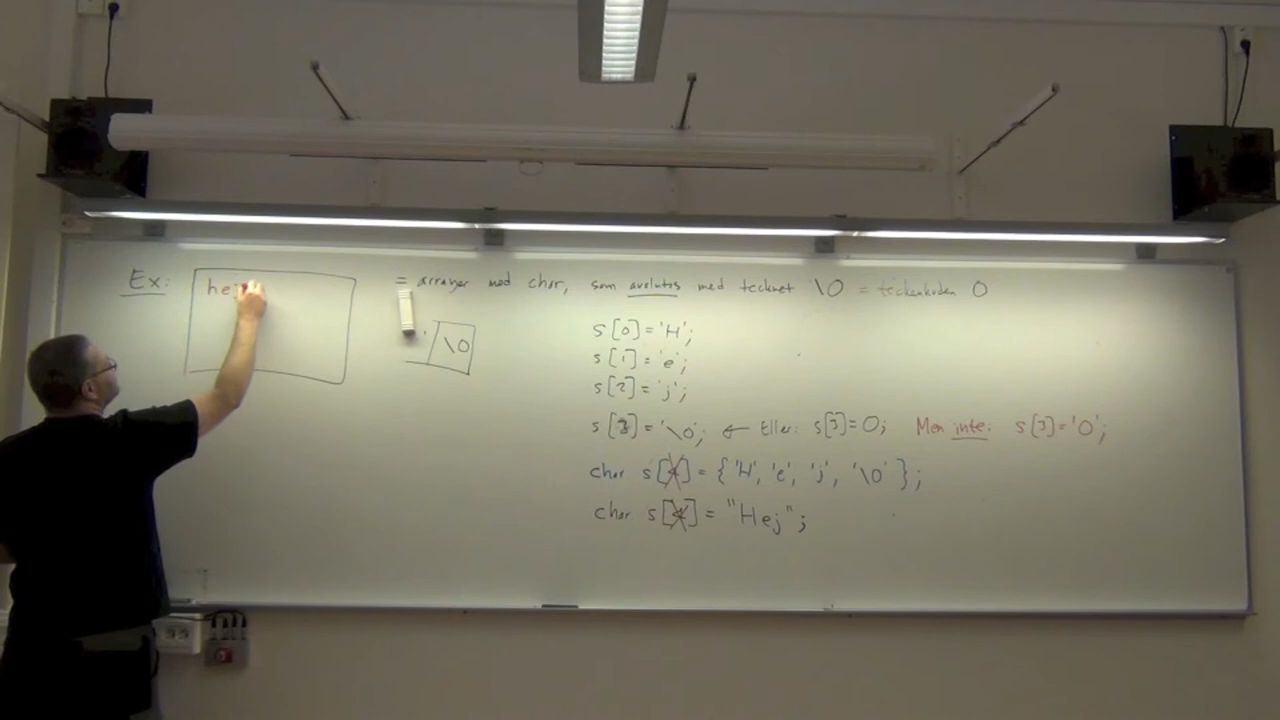 Ex:
he
= arrayer med char, som avslutas med tecknet \0 = teckenkoden 0
\0
s[0]='H';
s[1]='e';
s[2]='j';
s[3]='\0'; ← Eller: s[3]=0; Men inte: s[3]='0';
char s[4]={'H', 'e', 'j', '\0'};
char s[4]="Hej";